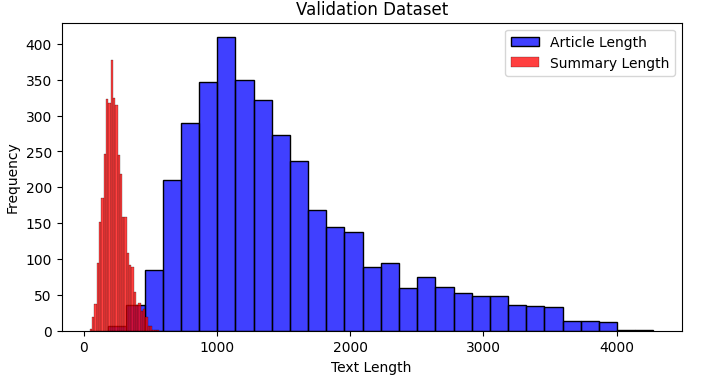 Validation Dataset
Article Length
Summary Length
Frequency
400
350
300
250
200
150
100
50
0
0 1000 2000 3000 4000
Text Length